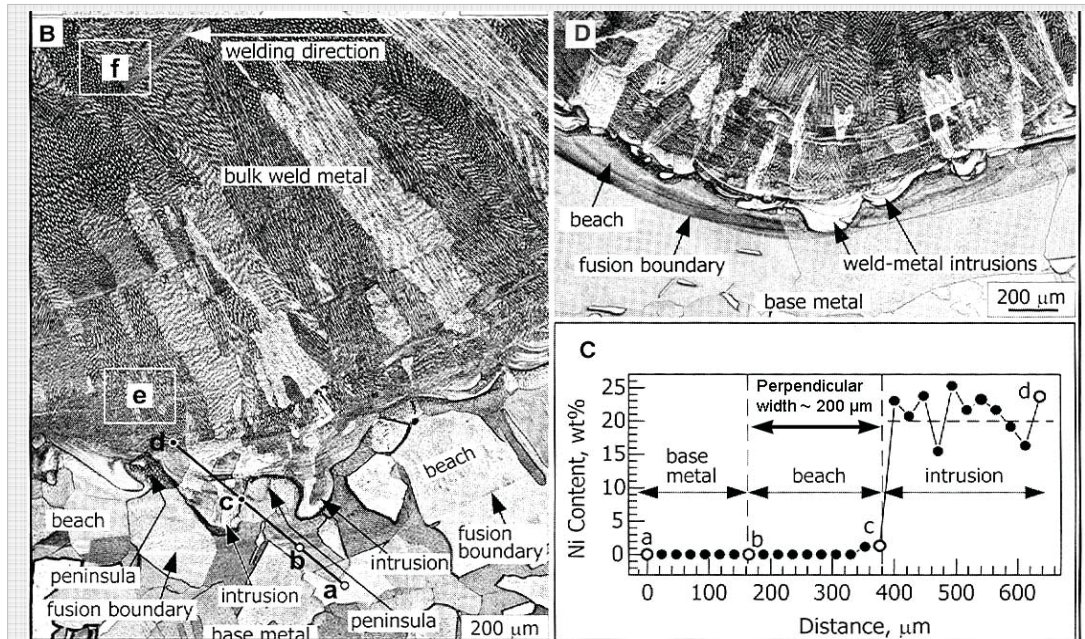 B
f
welding direction
bulk weld metal
e
d
c
b
a
beach
beach
fusion
boundary
peninsula
fusion boundary
intrusion
intrusion
peninsula
base metal
200 μm
D
beach
fusion boundary
weld-metal intrusions
base metal
200 μm
C
Ni Content, wt%
25
20
15
10
5
0
Perpendicular
width ~ 200 μm
base
metal
beach
intrusion
a
b
c
d
0 100 200 300 400 500 600
Distance, μm